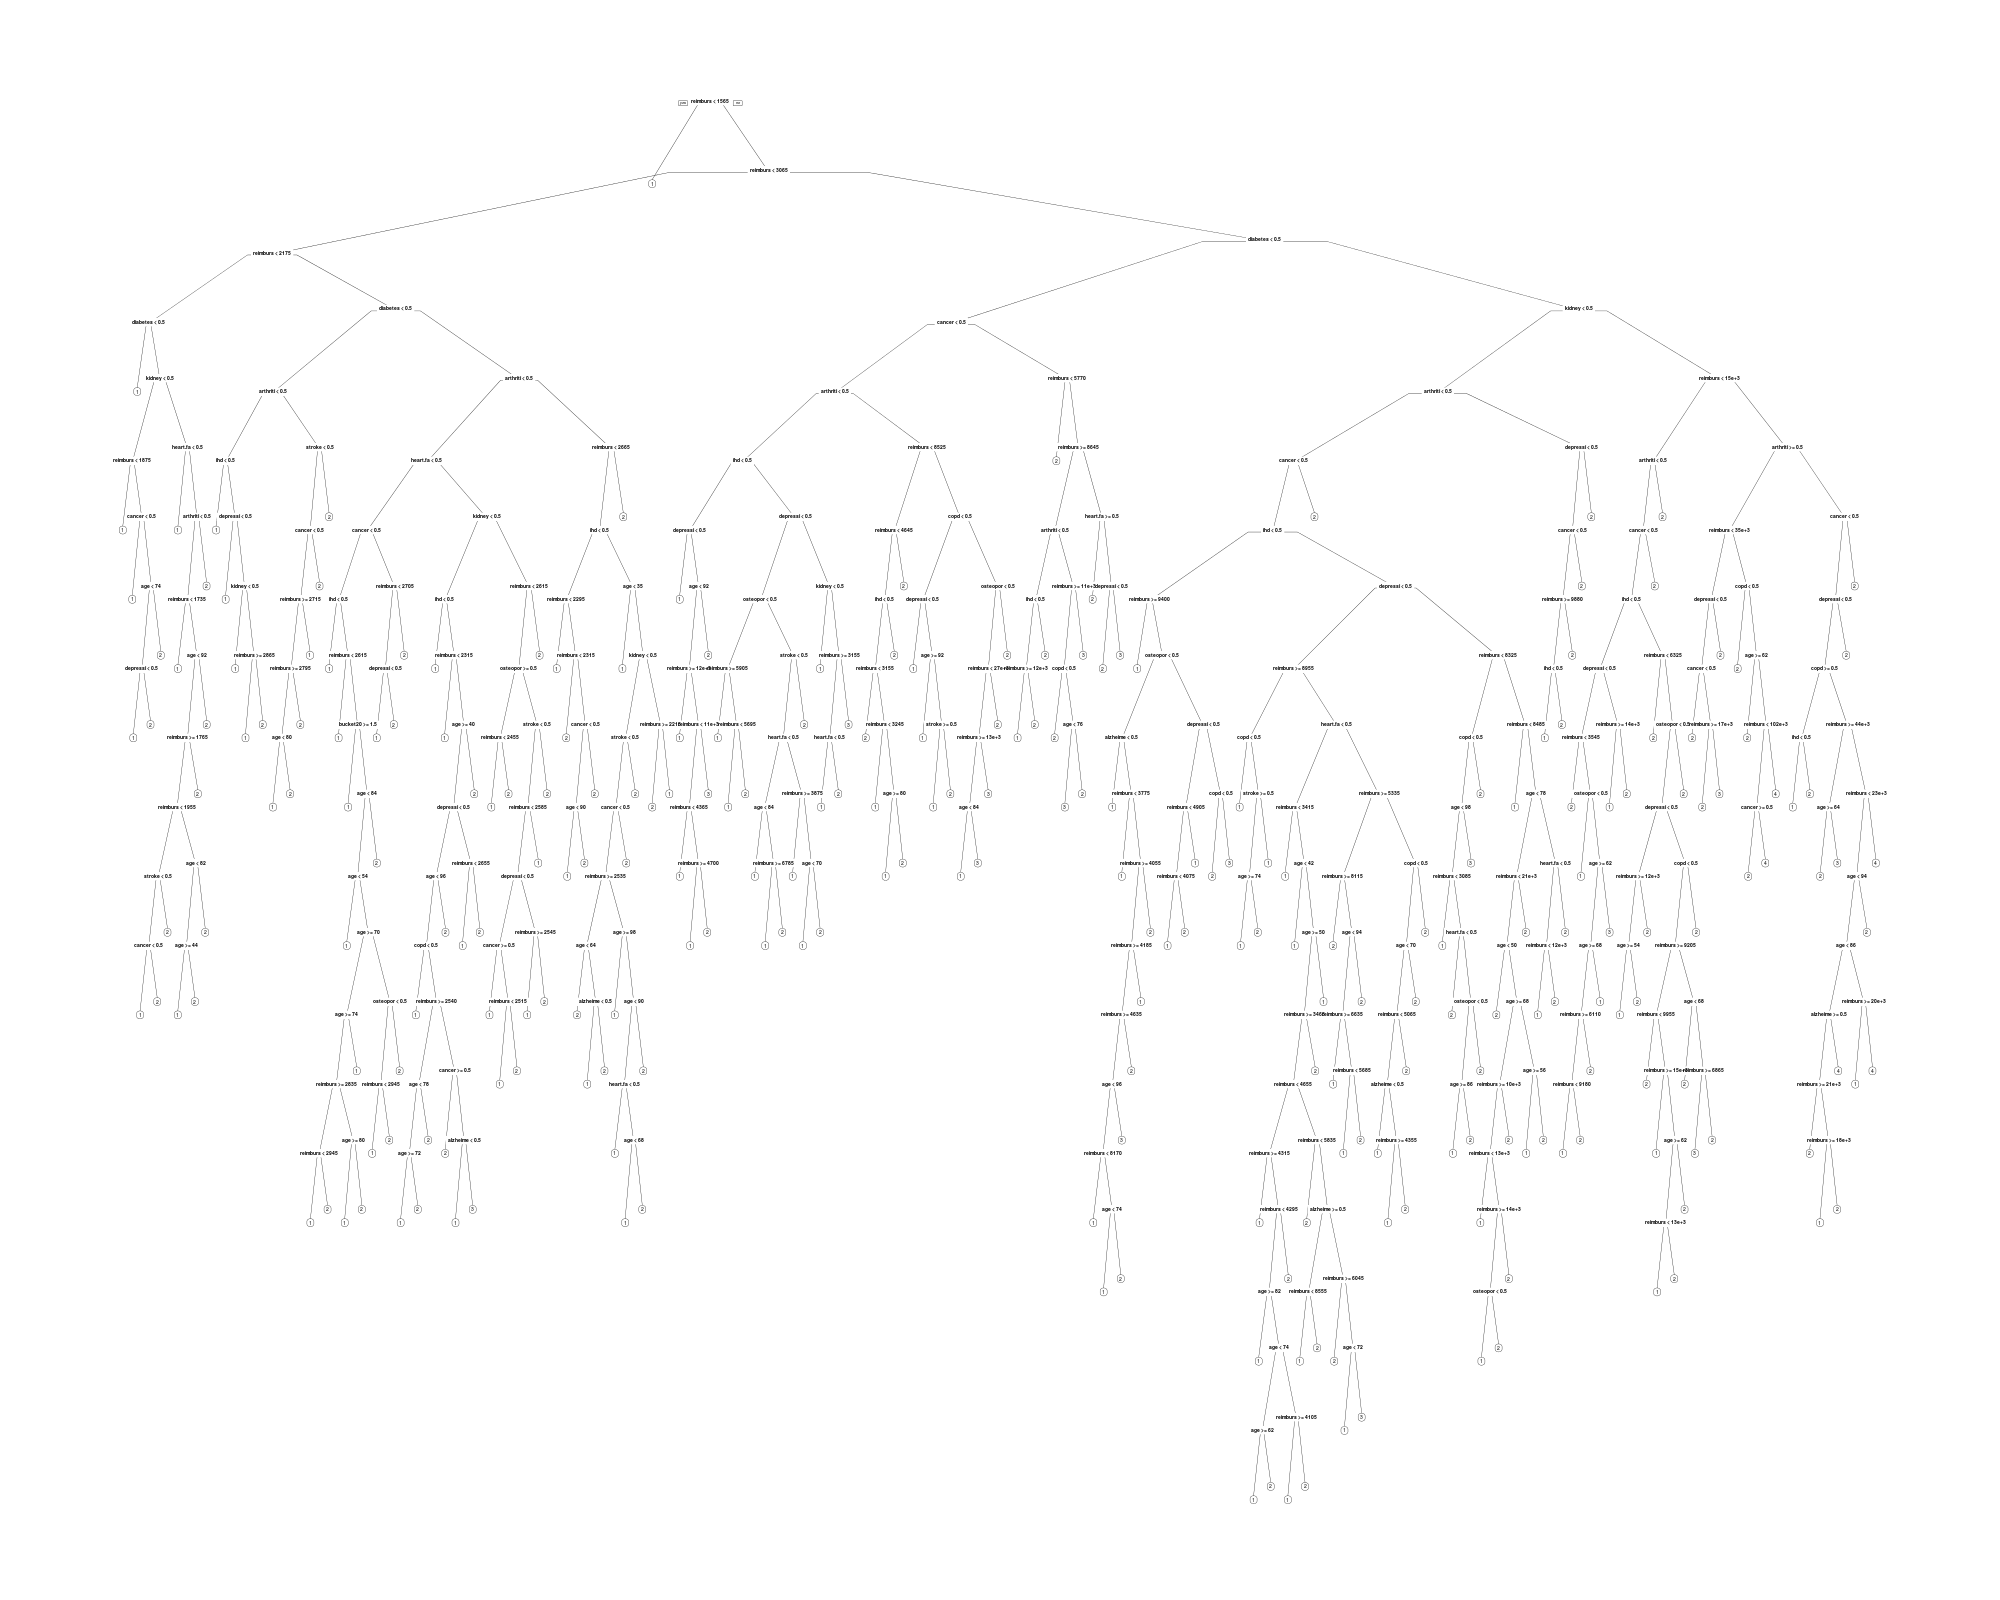 yes reimburs < 1565 no
1
reimburs < 3065
diabetes < 0.5
reimburs < 2175
diabetes < 0.5
kidney < 0.5
diabetes < 0.5
cancer < 0.5
kidney < 0.5
arthriti < 0.5
reimburs < 5770
reimburs < 15e+3
1
arthriti < 0.5
arthriti < 0.5
arthriti < 0.5
heart.fa < 0.5
stroke < 0.5
reimburs < 2665
reimburs < 8525
reimburs >= 8645
depressi < 0.5
arthriti >= 0.5
reimburs < 1875
ihd < 0.5
heart.fa < 0.5
ihd < 0.5
2
cancer < 0.5
arthriti < 0.5
cancer < 0.5
arthriti < 0.5
depressi < 0.5
2
kidney < 0.5
2
depressi < 0.5
copd < 0.5
heart.fa >= 0.5
2
2
2
cancer < 0.5
1
1
1
cancer < 0.5
cancer < 0.5
ihd < 0.5
depressi < 0.5
reimburs < 4645
arthriti < 0.5
ihd < 0.5
cancer < 0.5
cancer < 0.5
reimburs < 35e+3
age < 74
2
kidney < 0.5
2
reimburs < 2705
reimburs < 2615
age < 35
age < 92
kidney < 0.5
2
osteopor < 0.5
reimburs >= 11e+3
depressi < 0.5
depressi < 0.5
2
2
copd < 0.5
2
1
reimburs < 1735
1
reimburs >= 2715
ihd < 0.5
ihd < 0.5
reimburs < 2295
1
osteopor < 0.5
ihd < 0.5
depressi < 0.5
ihd < 0.5
2
reimburs >= 9400
reimburs >= 9880
ihd < 0.5
depressi < 0.5
depressi < 0.5
2
age < 92
reimburs >= 2865
1
2
reimburs < 2315
2
reimburs < 2315
kidney < 0.5
2
stroke < 0.5
reimburs >= 3155
2
age >= 92
2
2
3
3
osteopor < 0.5
reimburs < 6325
2
reimburs < 6325
2
age >= 62
2
depressi < 0.5
1
1
reimburs >= 2795
1
reimburs < 2615
depressi < 0.5
1
osteopor >= 0.5
1
1
reimburs >= 5905
reimburs >= 3155
1
reimburs >= 12e+3
copd < 0.5
2
1
reimburs >= 8955
ihd < 0.5
depressi < 0.5
cancer < 0.5
2
copd >= 0.5
2
2
2
2
bucket20 >= 1.5
2
age >= 40
stroke < 0.5
cancer < 0.5
reimburs >= 5695
2
3
reimburs < 3245
stroke >= 0.5
2
2
age < 76
depressi < 0.5
heart.fa < 0.5
reimburs < 6485
2
reimburs >= 14e+3
reimburs >= 17e+3
reimburs < 102e+3
reimburs >= 44e+3
1
reimburs >= 1765
1
age >= 80
1
1
1
reimburs < 2455
2
stroke < 0.5
1
1
heart.fa < 0.5
heart.fa < 0.5
2
1
reimburs >= 13e+3
1
2
alzheime < 0.5
copd < 0.5
copd < 0.5
1
reimburs < 3545
2
2
2
ihd < 0.5
2
2
age < 84
2
2
2
2
1
3
2
reimburs >= 3875
2
age >= 80
2
3
2
reimburs < 3775
copd < 0.5
stroke >= 0.5
reimburs >= 5335
2
age < 78
osteopor < 0.5
2
2
3
4
2
reimburs < 23e+3
reimburs < 1955
1
1
depressi < 0.5
1
reimburs < 2585
age < 90
cancer < 0.5
2
reimburs < 4365
1
age < 84
1
1
1
age < 84
3
1
reimburs < 4905
1
reimburs < 3415
age < 98
1
2
1
depressi < 0.5
2
cancer >= 0.5
1
age >= 64
age < 82
2
reimburs < 2655
1
2
2
reimburs >= 4700
reimburs >= 6785
age < 70
2
3
reimburs >= 4055
1
3
1
age < 42
copd < 0.5
3
heart.fa < 0.5
age >= 62
copd < 0.5
4
3
4
stroke < 0.5
age < 54
age < 98
depressi < 0.5
1
reimburs >= 2535
1
1
1
1
1
1
reimburs < 4075
2
age >= 74
1
reimburs >= 8115
reimburs < 3085
reimburs < 21e+3
1
reimburs >= 12e+3
2
2
age < 94
2
2
age >= 70
2
2
reimburs >= 2545
age >= 98
2
2
2
2
2
2
age >= 50
age < 94
2
heart.fa < 0.5
2
2
3
2
2
2
cancer < 0.5
age >= 44
1
copd < 0.5
1
cancer >= 0.5
age < 64
1
1
1
reimburs >= 4185
1
1
1
2
age < 70
1
age < 50
reimburs < 12e+3
age >= 68
age >= 54
reimburs >= 9205
age < 86
2
2
osteopor < 0.5
reimburs >= 2540
reimburs < 2515
2
alzheime < 0.5
age < 90
1
1
2
2
osteopor < 0.5
age >= 68
2
1
2
age < 68
reimburs >= 20e+3
1
1
age >= 74
1
1
1
2
1
reimburs >= 4635
reimburs >= 6635
reimburs < 5065
2
2
1
reimburs >= 6110
1
reimburs < 9955
alzheime >= 0.5
1
2
cancer >= 0.5
2
2
2
2
2
reimburs < 5685
2
2
age >= 56
4
4
reimburs >= 2835
reimburs < 2945
age < 78
1
1
heart.fa < 0.5
age < 96
reimburs < 4655
1
alzheime < 0.5
age >= 86
reimburs >= 10e+3
reimburs < 9180
2
2
reimburs >= 6865
reimburs >= 21e+3
1
age >= 80
2
2
alzheime < 0.5
age < 68
3
reimburs < 5835
2
reimburs >= 4355
2
2
2
2
age >= 62
2
reimburs >= 18e+3
reimburs < 2945
1
age >= 72
2
1
reimburs < 8170
reimburs >= 4315
1
1
1
reimburs < 13e+3
1
1
1
3
2
2
2
2
3
2
age < 74
reimburs < 4295
alzheime >= 0.5
2
reimburs >= 14e+3
2
2
1
1
1
1
1
1
1
2
1
1
reimburs < 13e+3
1
2
2
reimburs >= 6045
2
2
1
age >= 82
reimburs < 8555
osteopor < 0.5
1
age < 74
2
age < 72
2
1
1
2
1
reimburs >= 4105
3
age >= 82
1
2
2
1
1